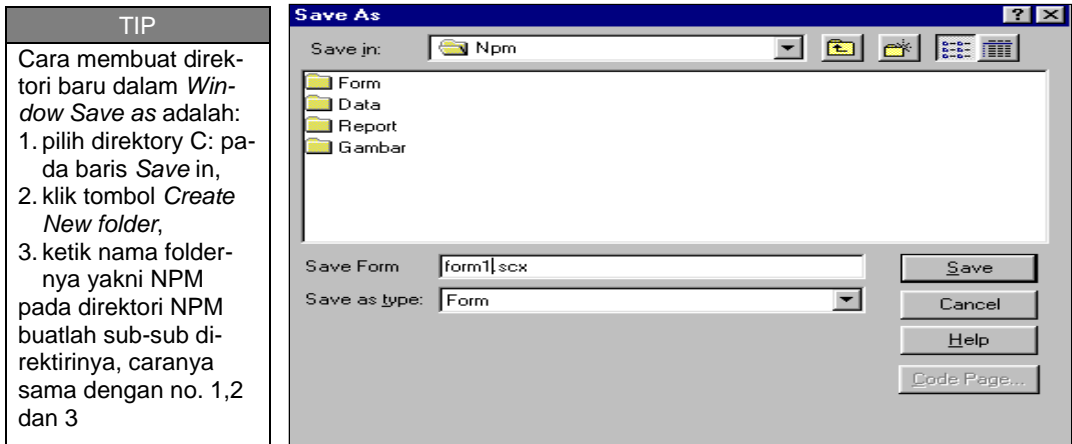 TIP
Cara membuat direk-
tori baru dalam Win-
dow Save as adalah:
1. pilih direktory C: pa-
da baris Save in,
2. klik tombol Create
New folder,
3. ketik nama folder-
nya yakni NPM
pada direktori NPM
buatlah sub-sub di-
rektirinya, caranya
sama dengan no. 1,2
dan 3
Save As
Save in: Npm
Form
Data
Report
Gambar
Save Form form1.scx Save
Save as type: Form Cancel
Help
Code Page...